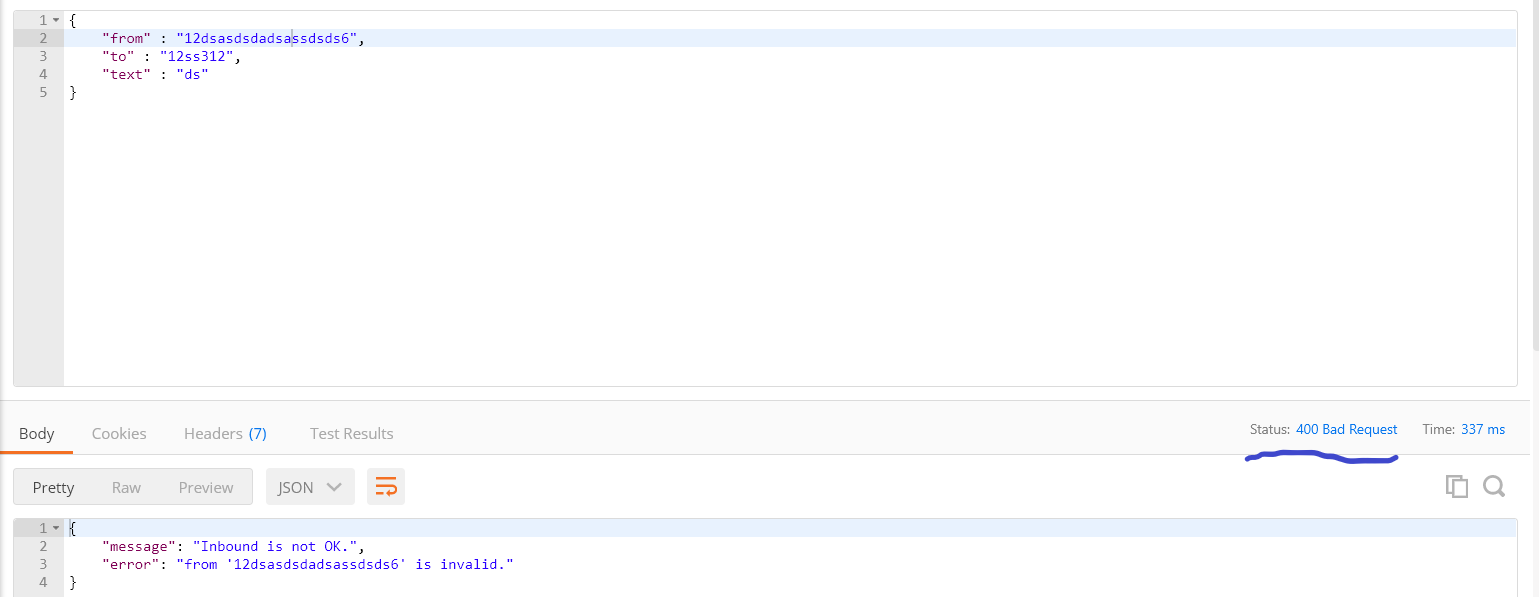 1 {
2 "from" : "12dsasdsdadsassdsds6",
3 "to" : "12ss312",
4 "text" : "ds"
5 }
Body Cookies Headers (7) Test Results Status: 400 Bad Request Time: 337 ms
Pretty Raw Preview JSON
1 {
2 "message": "Inbound is not OK.",
3 "error": "from '12dsasdsdadsassdsds6' is invalid."
4 }